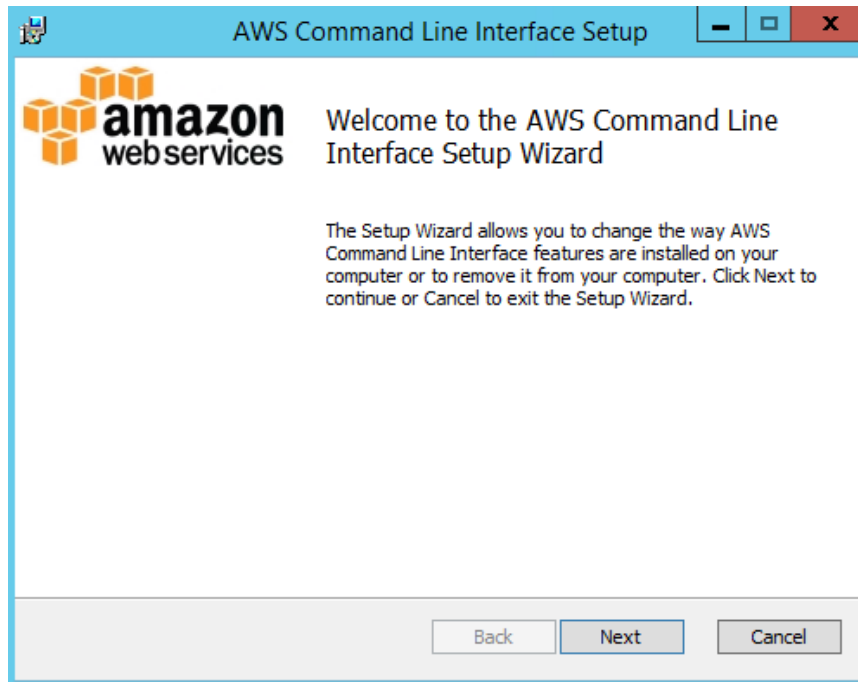 AWS Command Line Interface Setup
amazon
webservices
Welcome to the AWS Command Line
Interface Setup Wizard
The Setup Wizard allows you to change the way AWS
Command Line Interface features are installed on your
computer or to remove it from your computer. Click Next to
continue or Cancel to exit the Setup Wizard.
Back Next Cancel